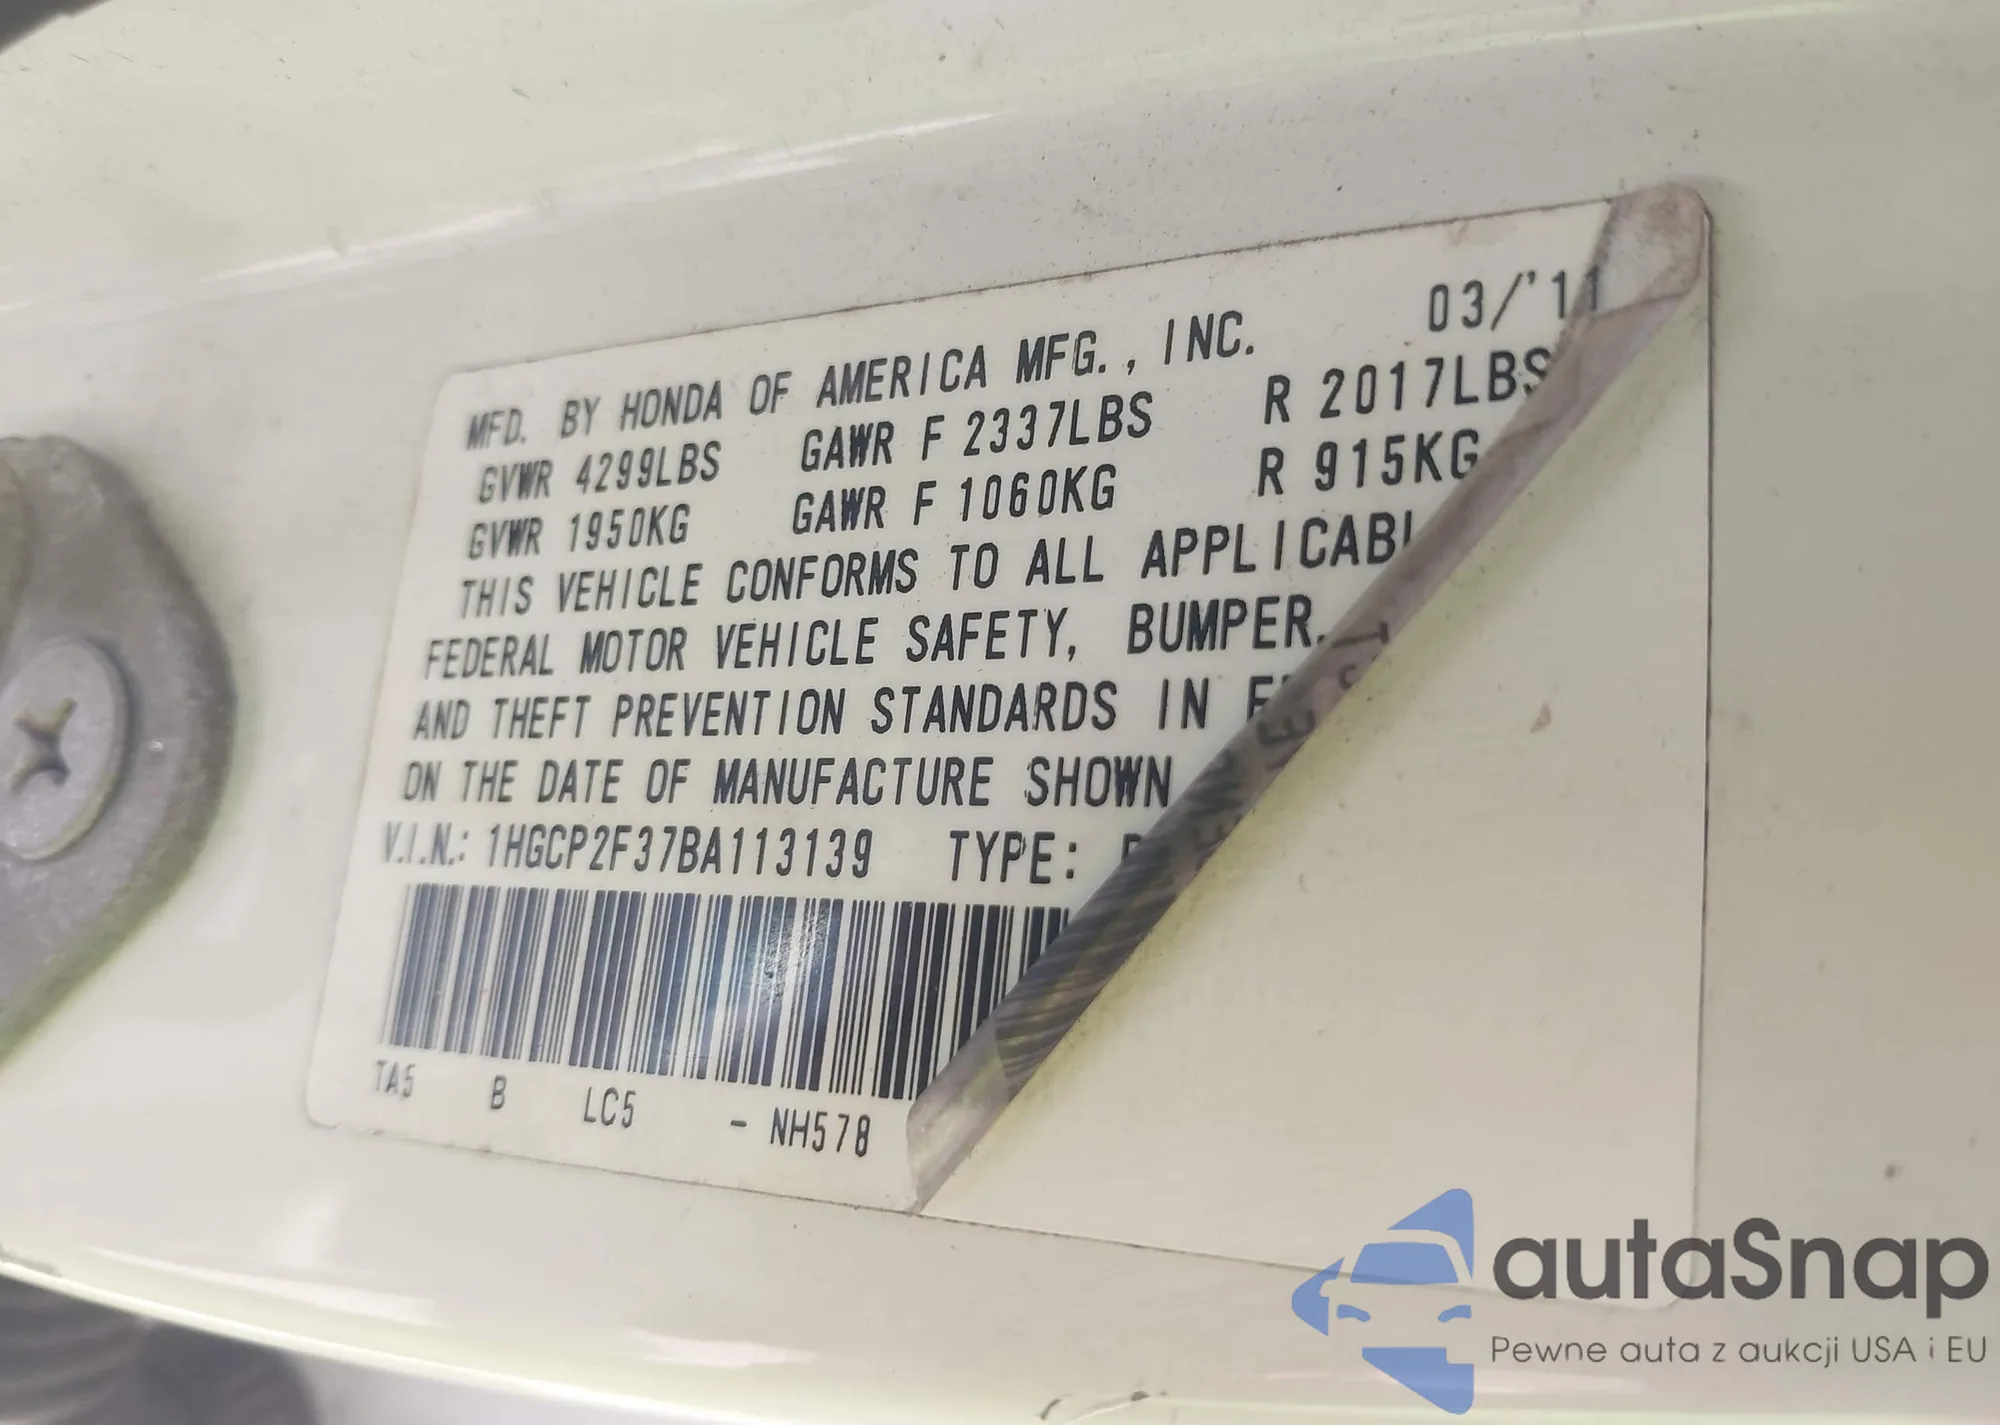 MFD. BY HONDA OF AMERICA MFG., INC. 03/'11
GVWR 4299LBS GAWR F 2337LBS R 2017LBS
GVWR 1950KG GAWR F 1060KG R 915KG
THIS VEHICLE CONFORMS TO ALL
FEDERAL MOTOR VEHICLE SAFETY, BUMPER,
AND THEFT PREVENTION STANDARDS IN
ON THE DATE OF MANUFACTURE SHOWN
V.I.N.: 1HGCP2F37BA113139 TYPE:
TA5 B LC5 - NH578
autaSnap
Pewne auta z aukcji USA i EU